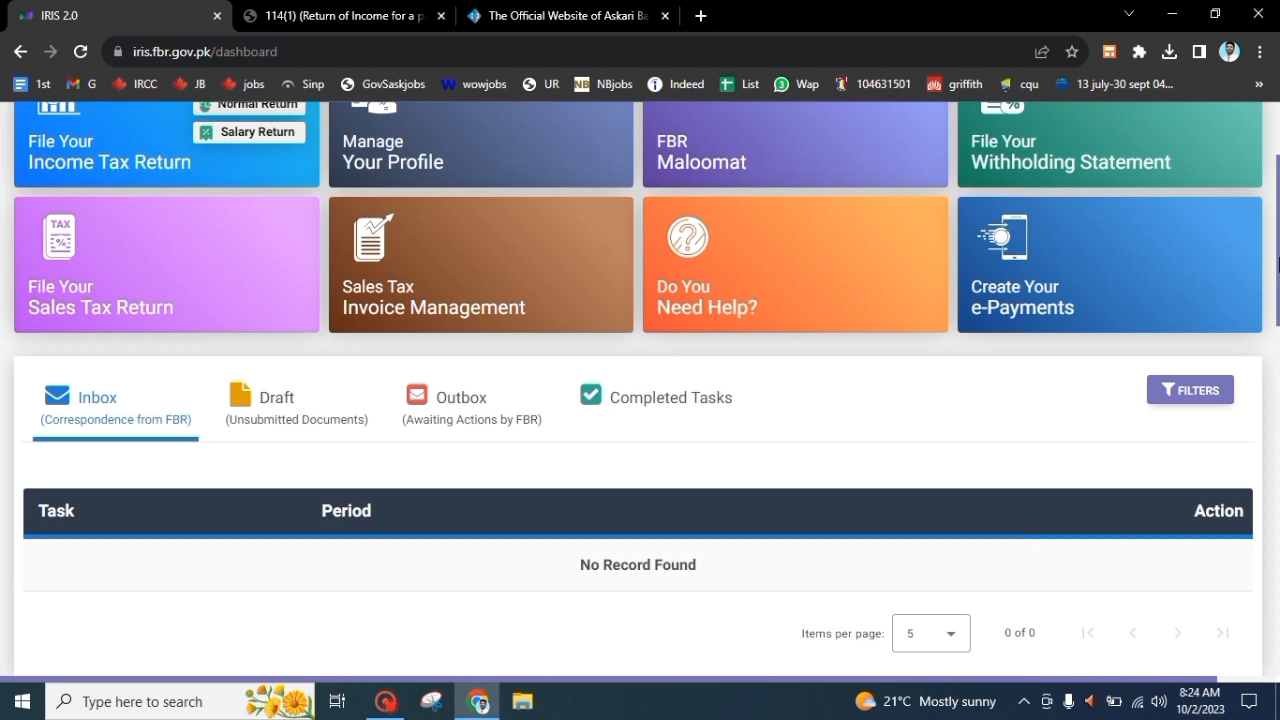 IRIS 2.0
114(1) (Return of Income for a p
The Official Website of Askari Ba
iris.fbr.gov.pk/dashboard
1st
G
IRCC
JB
jobs
Sinp
GovSaskjobs
wowjobs
UR
NB NBjobs
Indeed
List
Wap
104631501
griffith
cqu
13 july-30 sept 04...
Normal Return
Salary Return
File Your
Income Tax Return
Manage
Your Profile
FBR
Maloomat
File Your
Withholding Statement
TAX
%
File Your
Sales Tax Return
Sales Tax
Invoice Management
Do You
Need Help?
Create Your
e-Payments
Inbox
(Correspondence from FBR)
Draft
(Unsubmitted Documents)
Outbox
(Awaiting Actions by FBR)
Completed Tasks
FILTERS
Task Period Action
No Record Found
Items per page: 5 0 of 0
Type here to search
21°C Mostly sunny
8:24 AM
10/2/2023